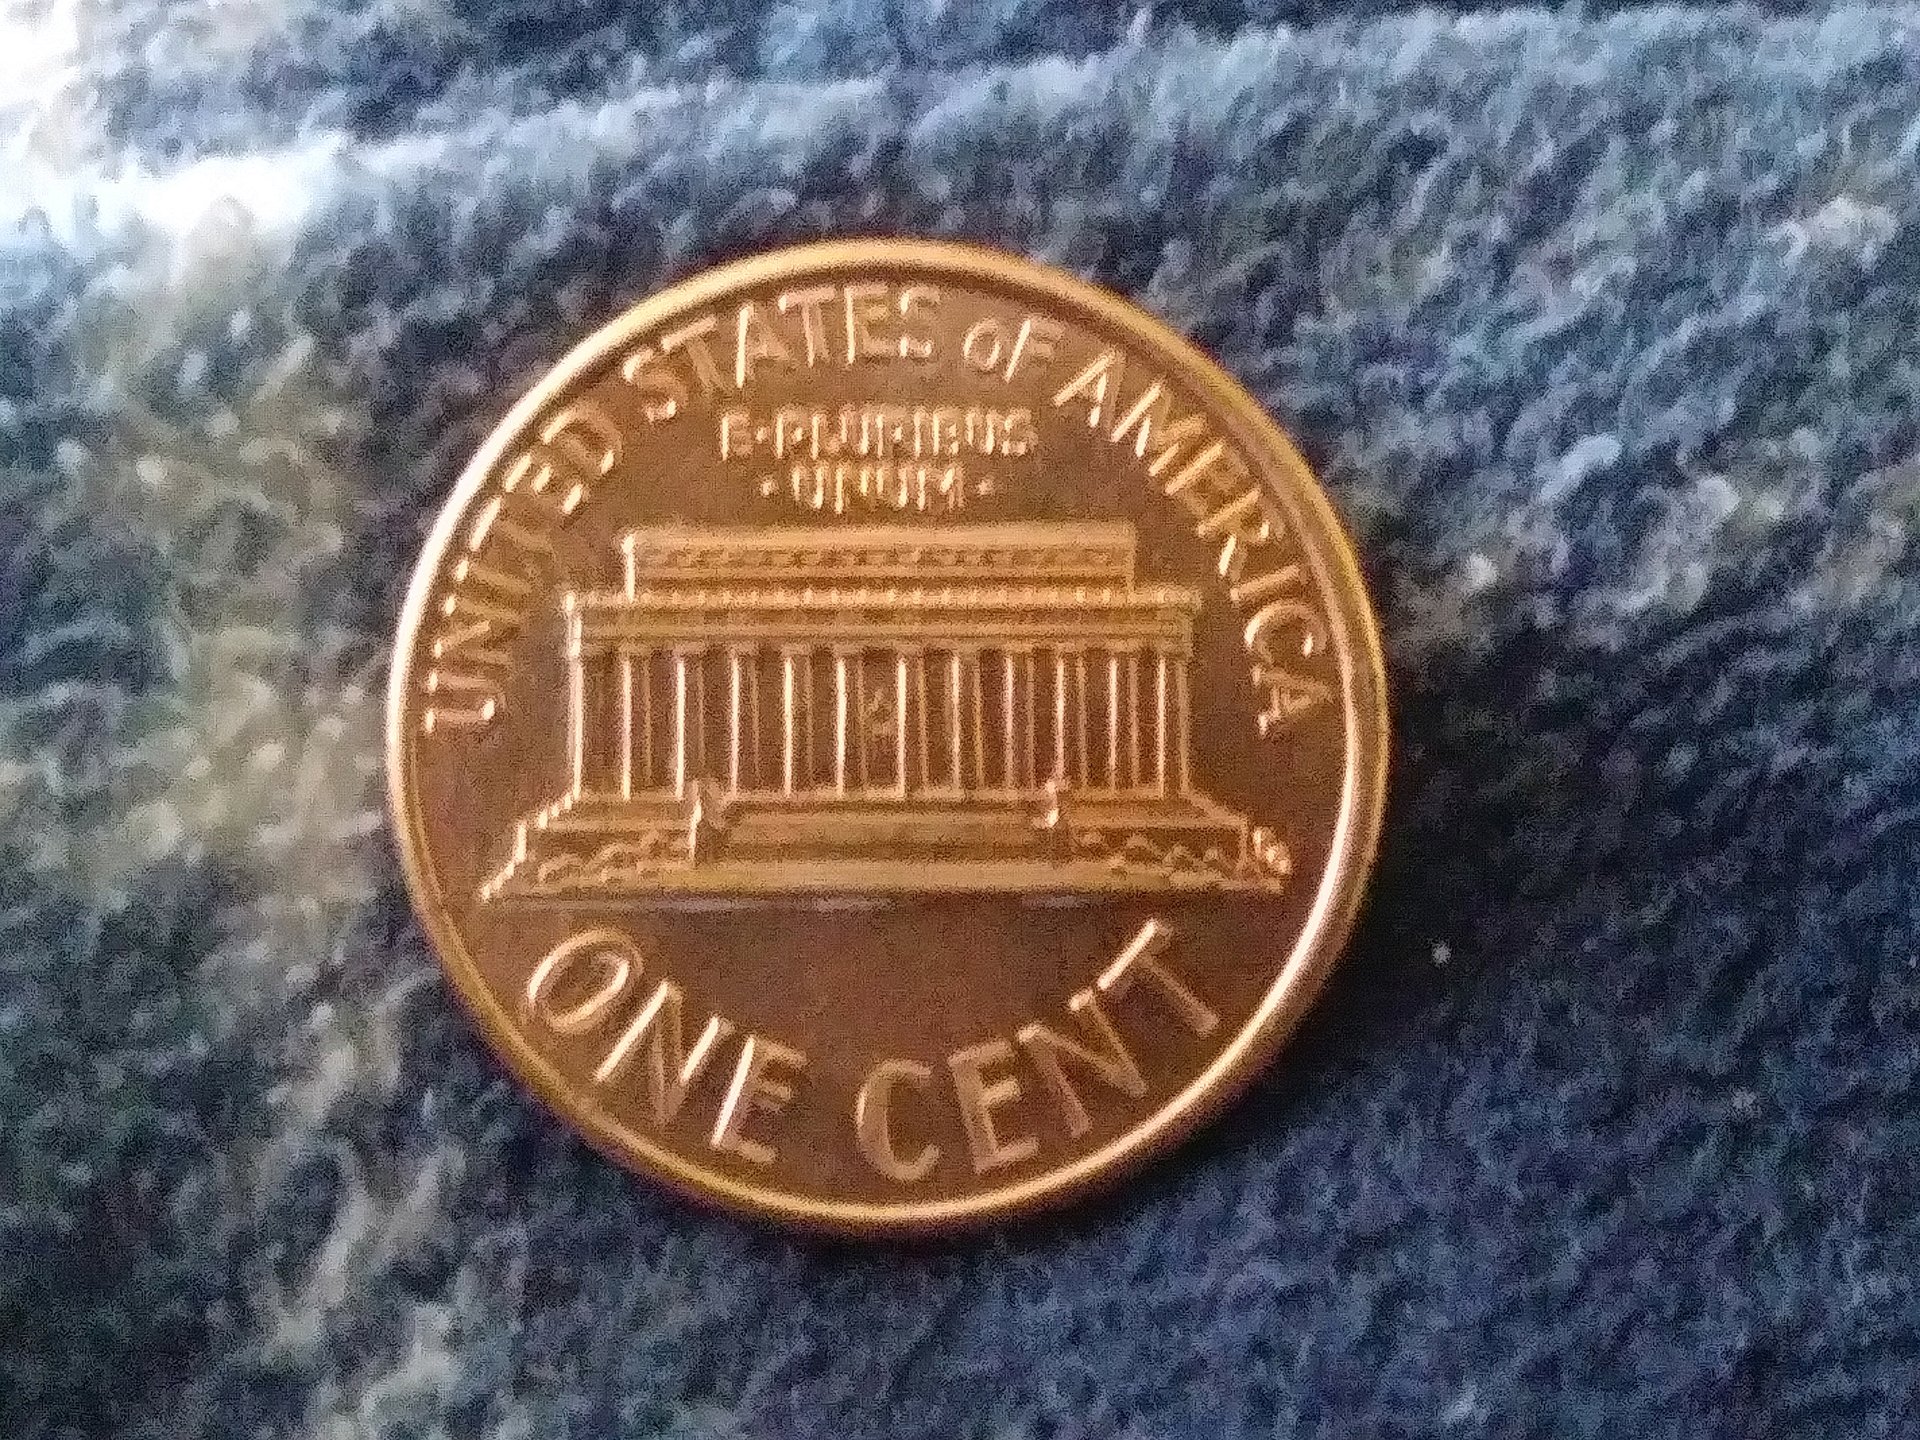 UNITED STATES OF AMERICA
E·PLURIBUS
·UNUM·
ONE CENT